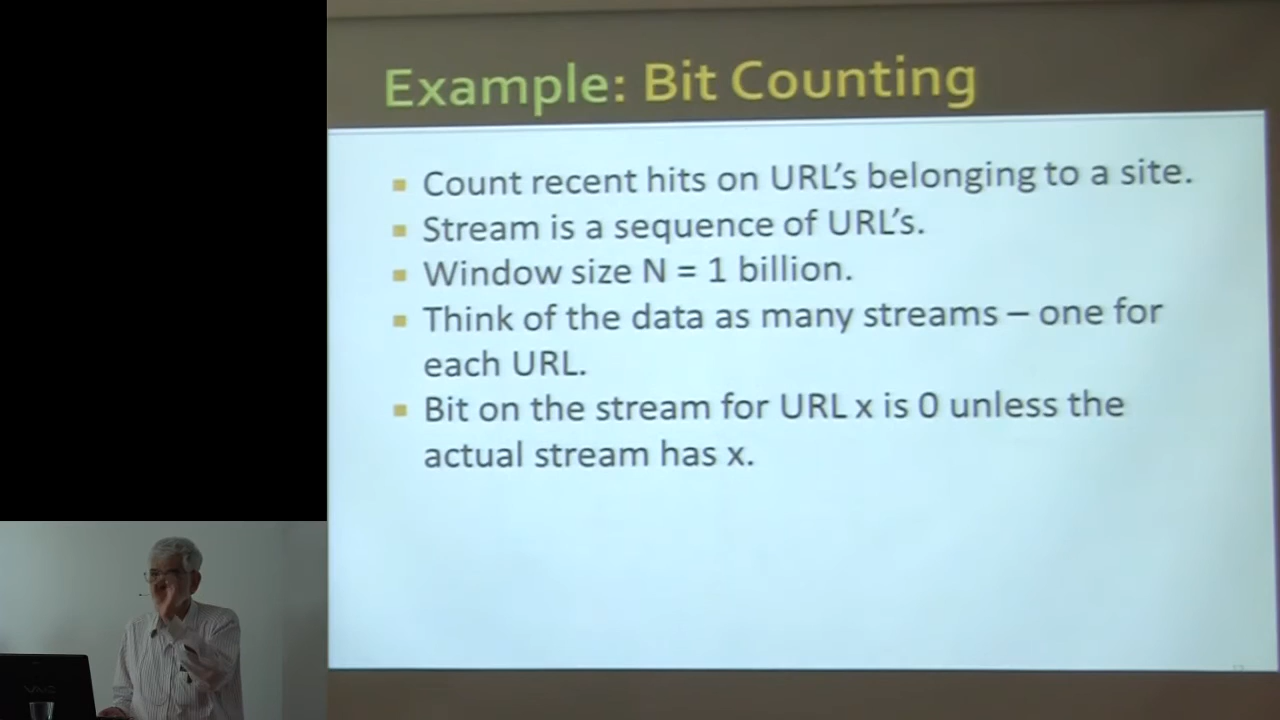 Example: Bit Counting
Count recent hits on URL's belonging to a site.
Stream is a sequence of URL's.
Window size N = 1 billion.
Think of the data as many streams – one for
each URL.
Bit on the stream for URL x is 0 unless the
actual stream has x.